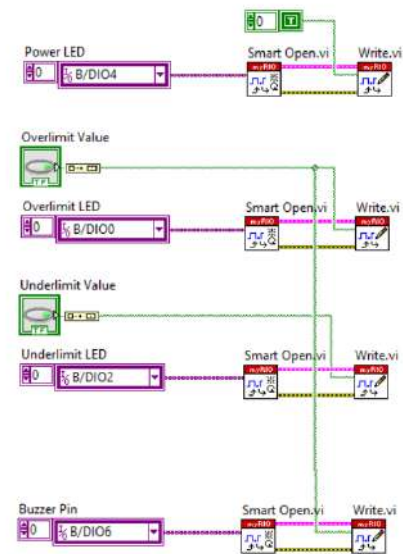 0 T
Power LED
Smart Open.vi Write.vi
0 I/O B/DIO4
myRIO myRIO
Overlimit Value
TF
Overlimit LED
Smart Open.vi Write.vi
0 I/O B/DIO0
myRIO myRIO
Underlimit Value
TF
Underlimit LED
Smart Open.vi Write.vi
0 I/O B/DIO2
myRIO myRIO
Buzzer Pin
Smart Open.vi Write.vi
0 I/O B/DIO6
myRIO myRIO